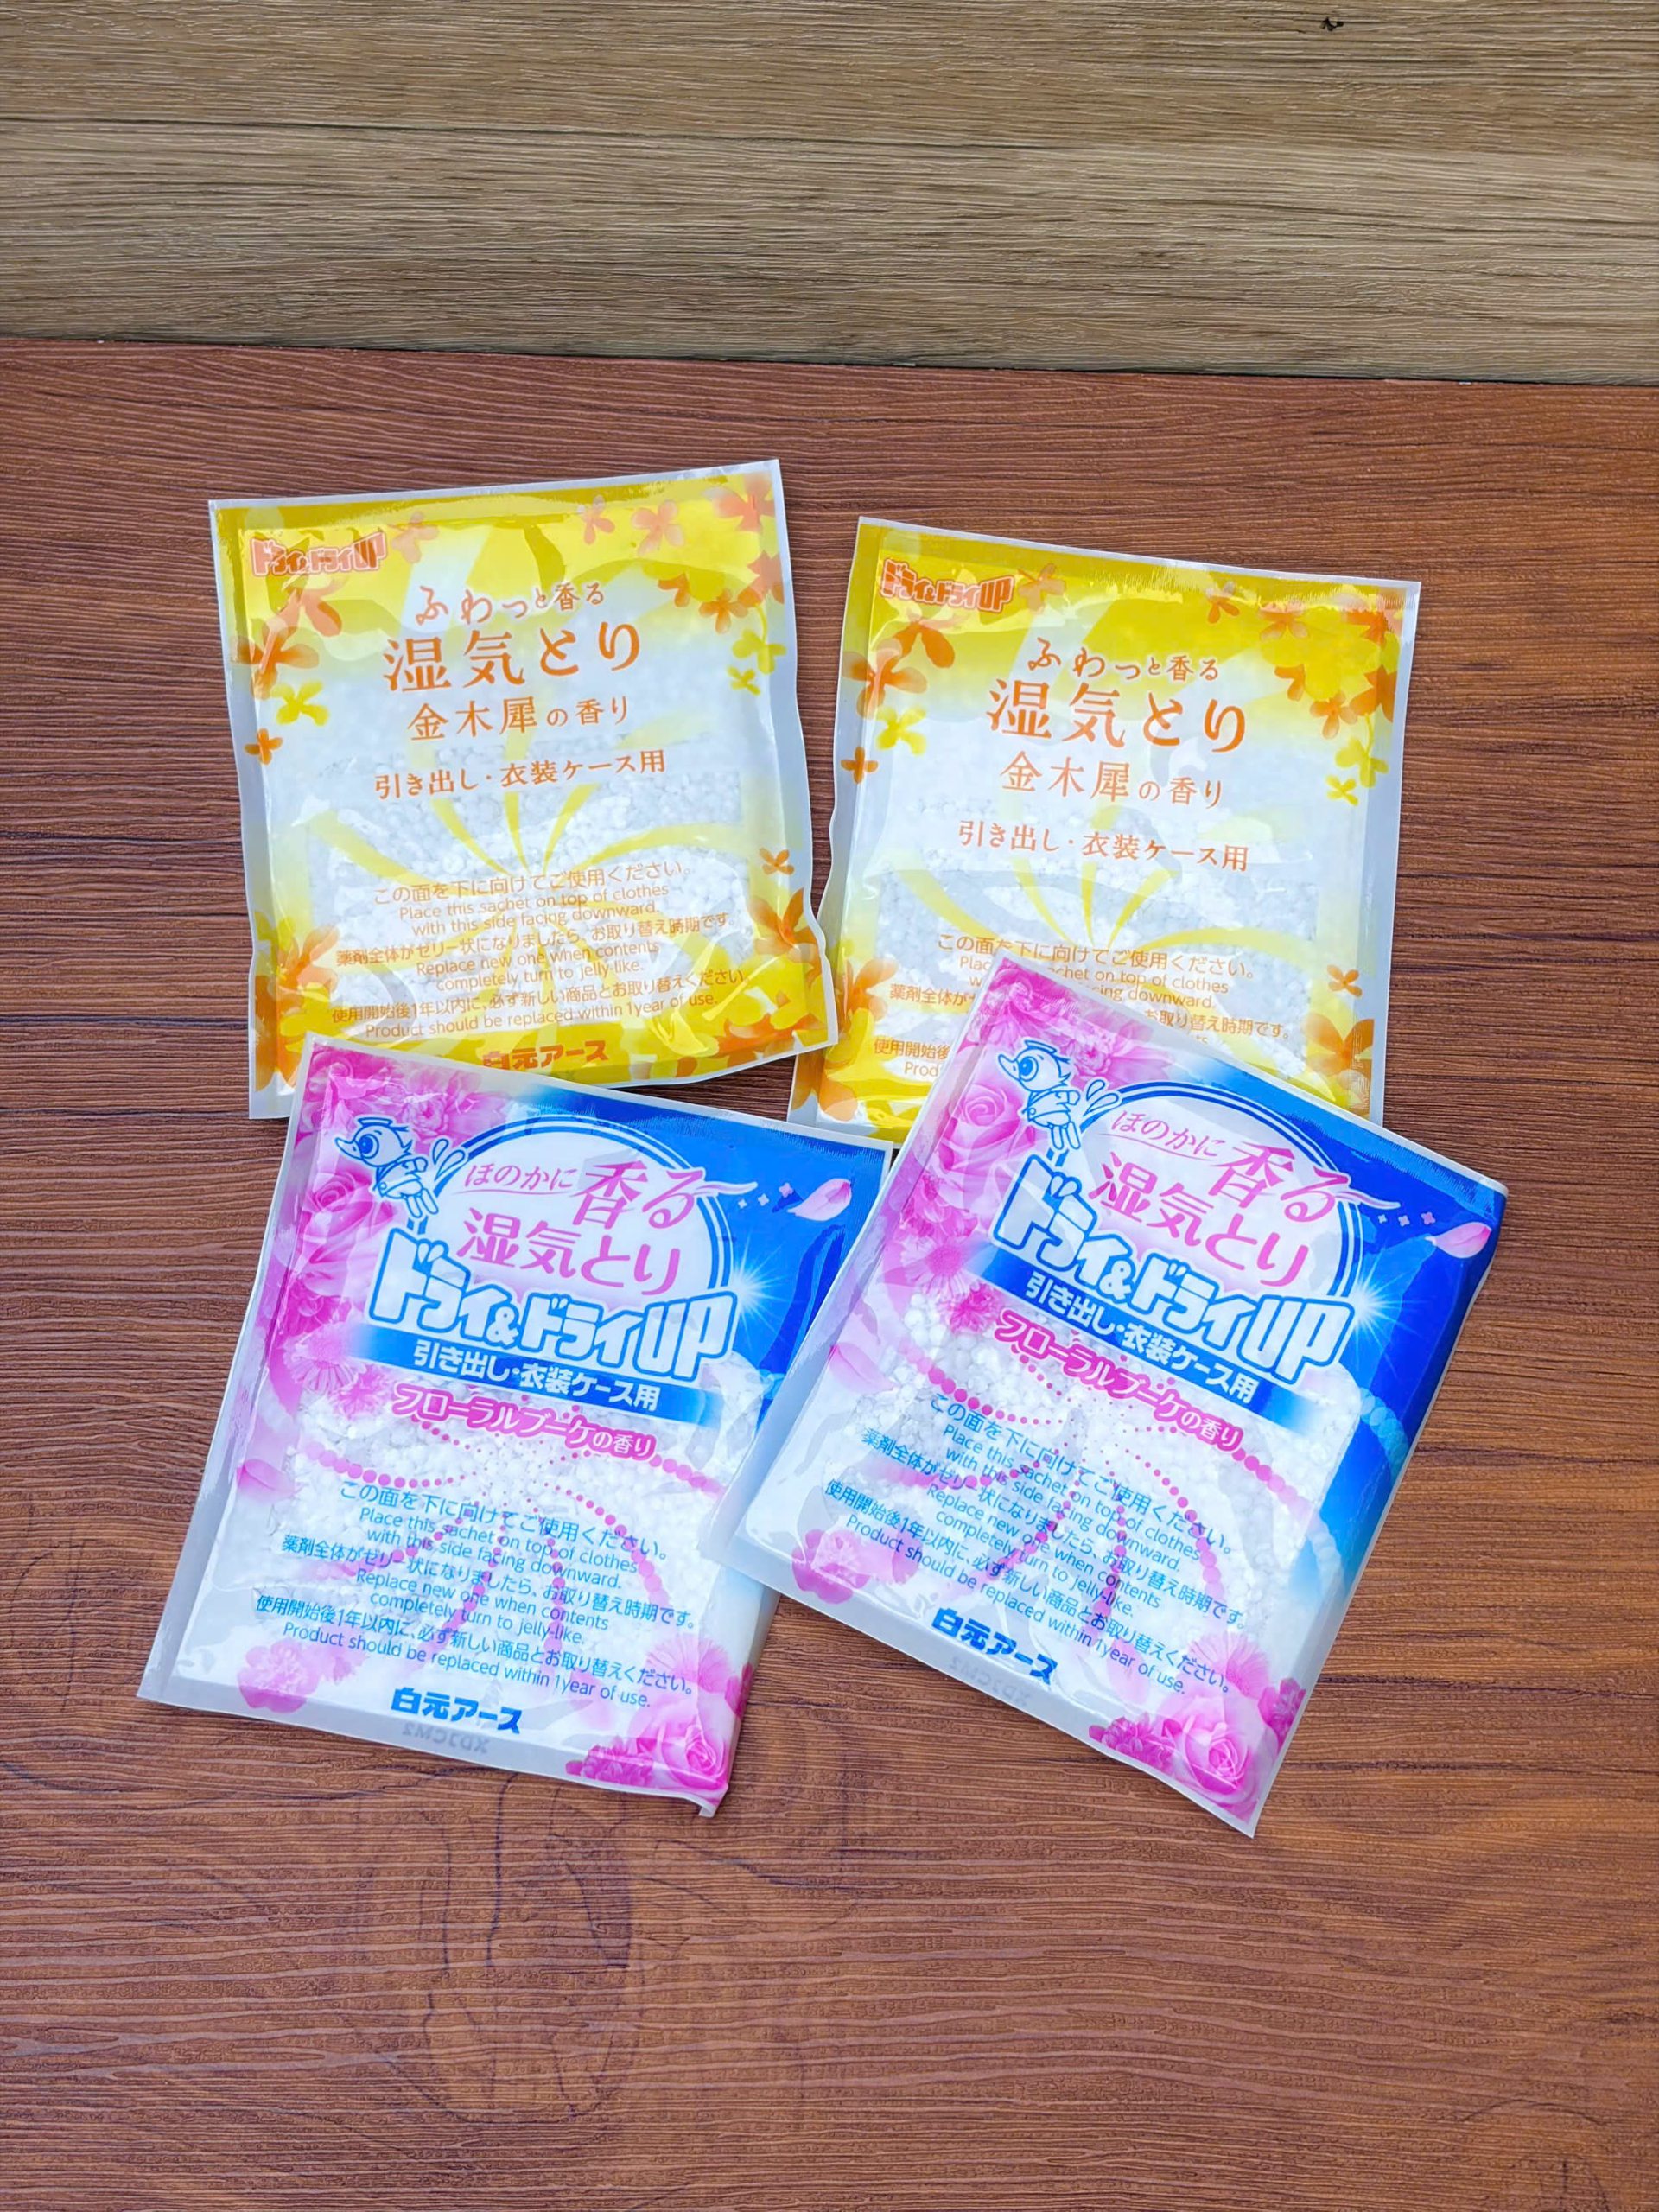 ドライ&ドライUP
ふわっと香る
湿気とり
金木犀の香り
引き出し・衣装ケース用
この面を下に向けてご使用ください。
Place this sachet on top of clothes
with this side facing downward.
薬剤全体がゼリー状になりましたら、お取り替え時期です。
Replace new one when contents
completely turn to jelly-like.
使用開始後1年以内に、必ず新しい商品とお取り替えください
Product should be replaced within 1year of use.
白元アース
ドライ&ドライUP
ふわっと香る
湿気とり
金木犀の香り
引き出し・衣装ケース用
この面を下に向けてご使用ください。
chet on top of clothes
cing downward.
薬剤全体が
お取り替え時期です。
使用開始後
Prod
ほのかに香る
湿気とり
ドライ&ドライUP
引き出し・衣装ケース用
フローラルブーケの香り
この面を下に向けてご使用ください。
Place this sachet on top of clothes
with this side facing downward.
薬剤全体がゼリー状になりましたら、お取り替え時期です。
Replace new one when contents
completely turn to jelly-like.
使用開始後1年以内に、必ず新しい商品とお取り替えください。
Product should be replaced within 1year of use.
白元アース
ほのかに香る
湿気とり
ドライ&ドライUP
引き出し・衣装ケース用
フローラルブーケの香り
この面を下に向けてご使用ください。
Place this sachet on top of clothes
with this side facing downward.
薬剤全体がゼリー状になりましたら、お取り替え時期です。
Replace new one when contents
completely turn to jelly-like.
使用開始後1年以内に、必ず新しい商品とお取り替えください。
Product should be replaced within 1year of use.
白元アース